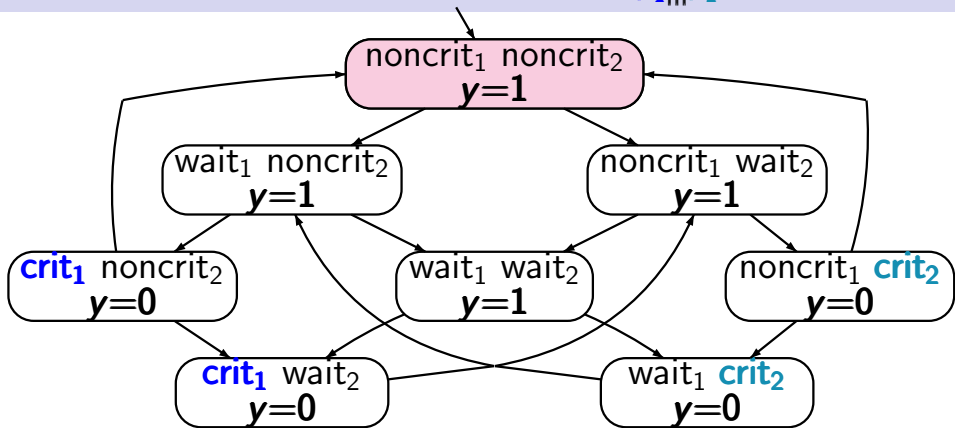 noncrit₁ noncrit₂
y=1
wait₁ noncrit₂
y=1
noncrit₁ wait₂
y=1
crit₁ noncrit₂
y=0
wait₁ wait₂
y=1
noncrit₁ crit₂
y=0
crit₁ wait₂
y=0
wait₁ crit₂
y=0